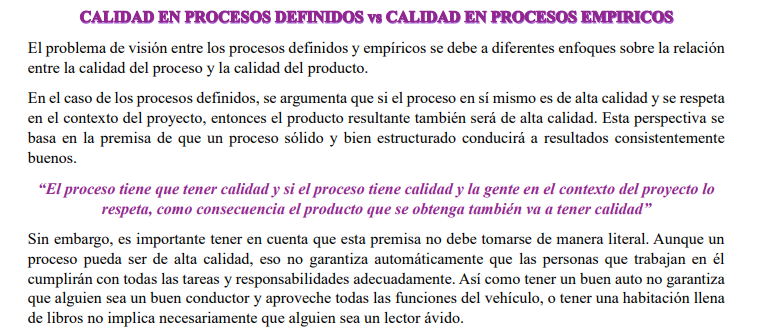 CALIDAD EN PROCESOS DEFINIDOS vs CALIDAD EN PROCESOS EMPIRICOS
El problema de visión entre los procesos definidos y empíricos se debe a diferentes enfoques sobre la relación
entre la calidad del proceso y la calidad del producto.
En el caso de los procesos definidos, se argumenta que si el proceso en sí mismo es de alta calidad y se respeta
en el contexto del proyecto, entonces el producto resultante también será de alta calidad. Esta perspectiva se
basa en la premisa de que un proceso sólido y bien estructurado conducirá a resultados consistentemente
buenos.
“El proceso tiene que tener calidad y si el proceso tiene calidad y la gente en el contexto del proyecto lo
respeta, como consecuencia el producto que se obtenga también va a tener calidad”
Sin embargo, es importante tener en cuenta que esta premisa no debe tomarse de manera literal. Aunque un
proceso pueda ser de alta calidad, eso no garantiza automáticamente que las personas que trabajan en él
cumplirán con todas las tareas y responsabilidades adecuadamente. Así como tener un buen auto no garantiza
que alguien sea un buen conductor y aproveche todas las funciones del vehículo, o tener una habitación llena
de libros no implica necesariamente que alguien sea un lector ávido.